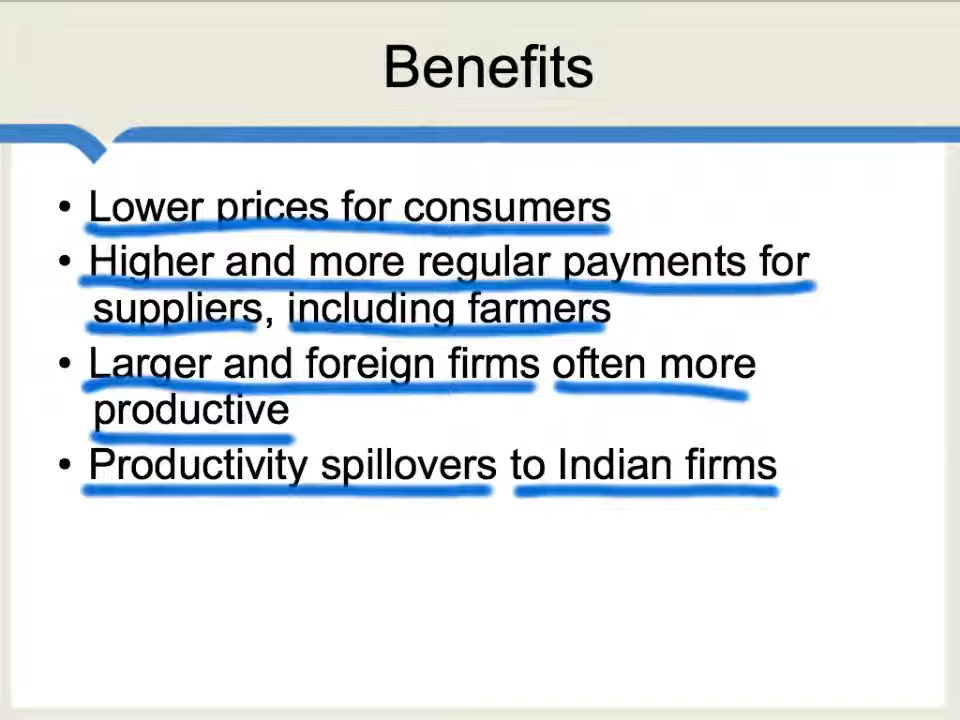 Benefits
• Lower prices for consumers
• Higher and more regular payments for
suppliers, including farmers
• Larger and foreign firms often more
productive
• Productivity spillovers to Indian firms